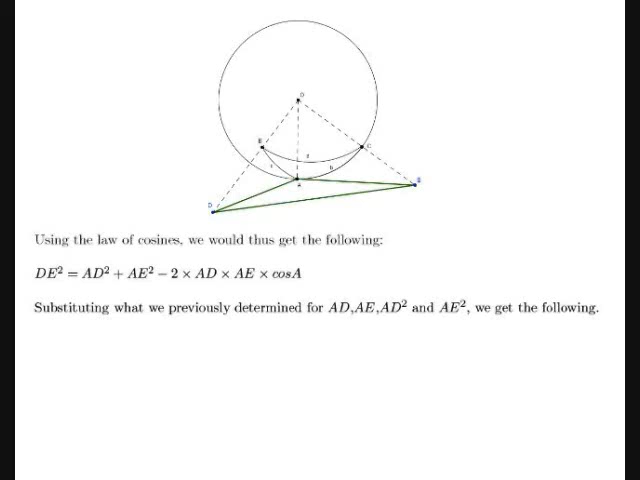 O
B
C
a
c
b
A
D
E
Using the law of cosines, we would thus get the following:
DE² = AD² + AE² − 2 × AD × AE × cosA
Substituting what we previously determined for AD,AE,AD² and AE², we get the following.